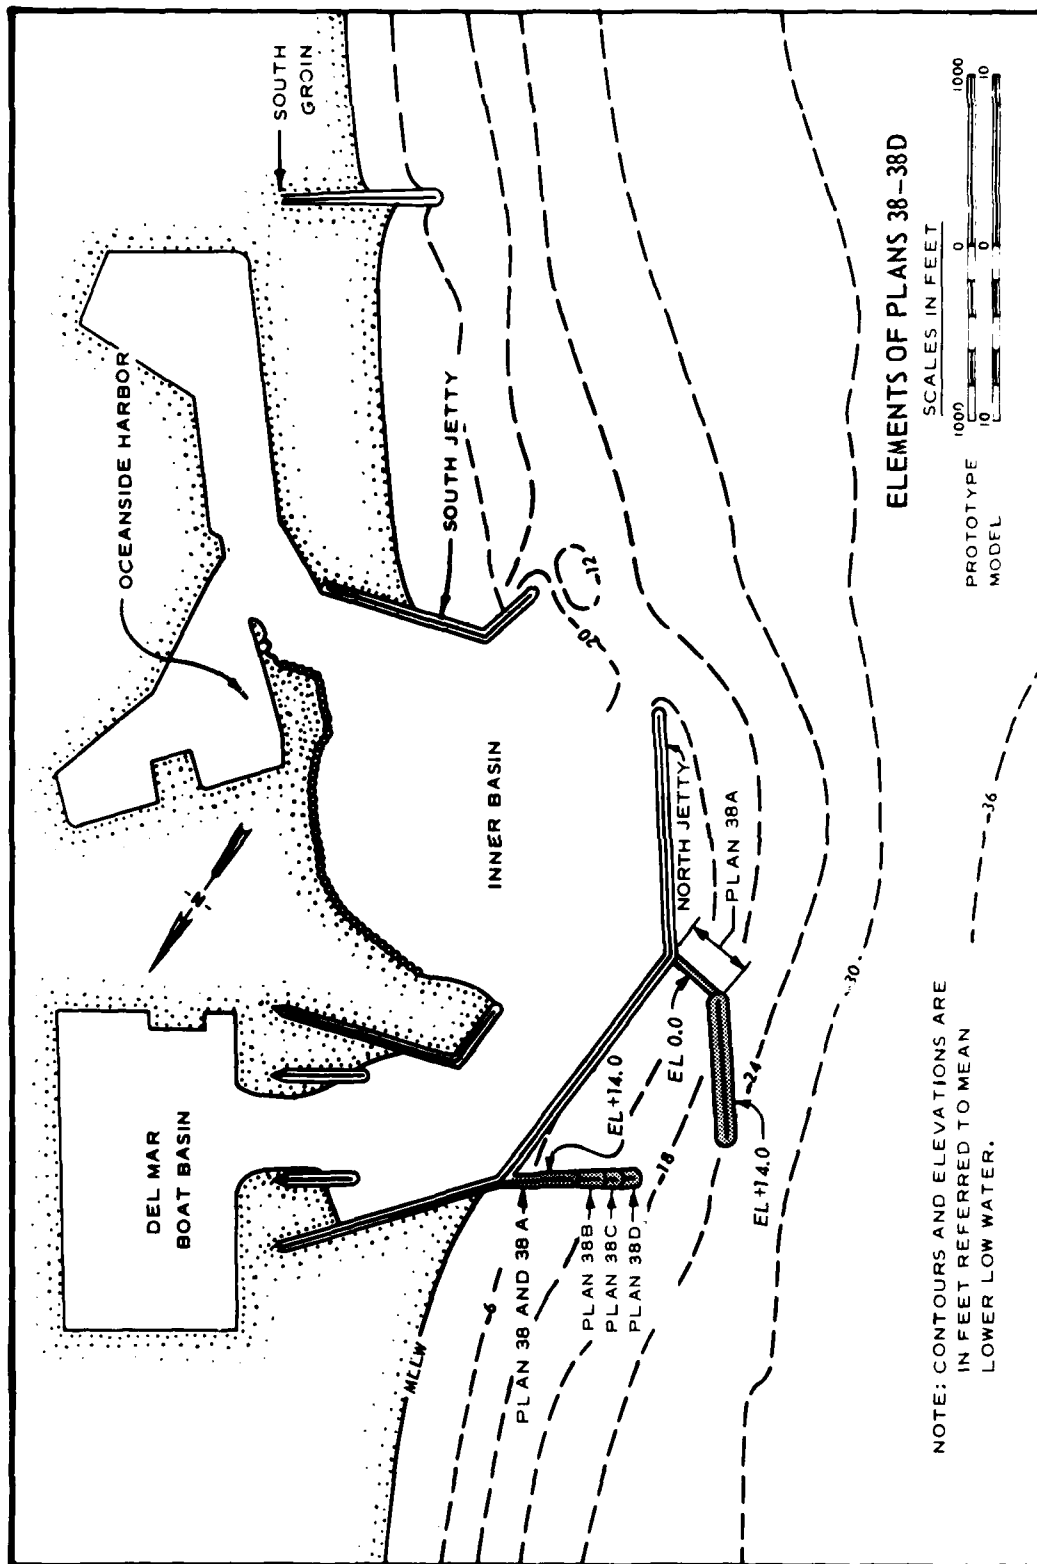 SOUTH
GROIN
OCEANSIDE HARBOR
SOUTH JETTY
-12
-20
N
INNER BASIN
DEL MAR
BOAT BASIN
NORTH JETTY
PLAN 38A
EL 0.0
EL+14.0
EL+14.0
MLLW
-6
-18
-24
-30
-36
PLAN 38 AND 38A
PLAN 38B
PLAN 38C
PLAN 38D
NOTE: CONTOURS AND ELEVATIONS ARE
IN FEET REFERRED TO MEAN
LOWER LOW WATER.
ELEMENTS OF PLANS 38-38D
SCALES IN FEET
PROTOTYPE 1000 0 1000
MODEL 10 0 10